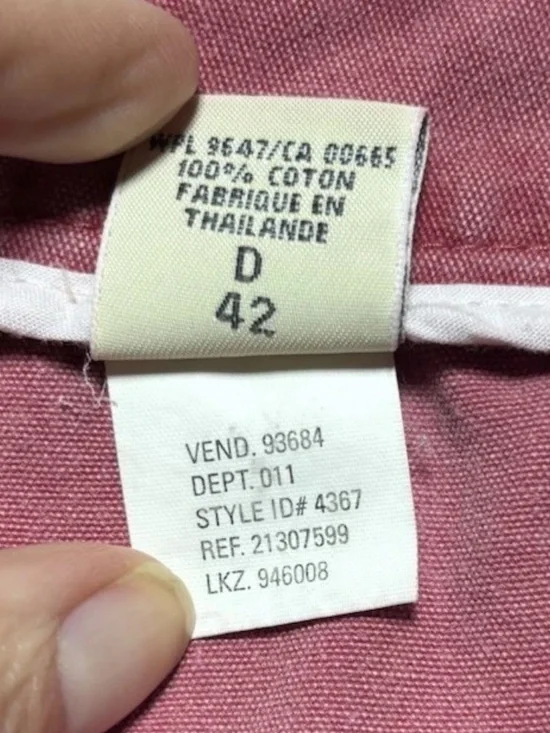 WPL 9647/CA 00665
100% COTON
FABRIQUE EN
THAILANDE
D
42
VEND. 93684
DEPT. 011
STYLE ID# 4367
REF. 21307599
LKZ. 946008